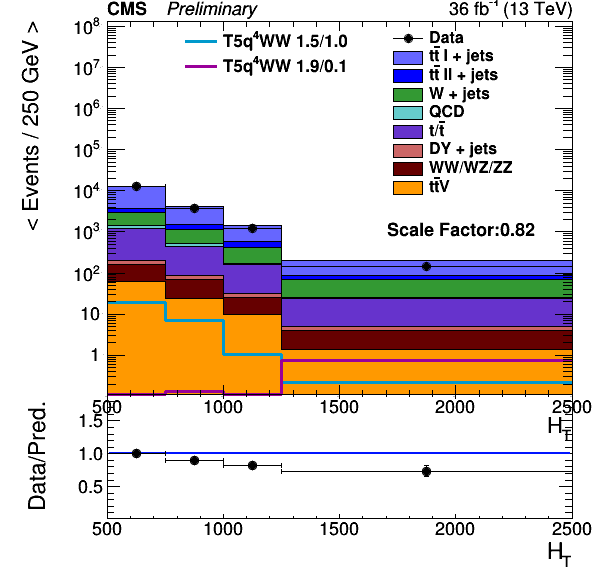 CMS Preliminary 36 fb⁻¹ (13 TeV)
< Events / 250 GeV >
10⁸
10⁷
10⁶
10⁵
10⁴
10³
10²
10
1
T5q⁴WW 1.5/1.0
T5q⁴WW 1.9/0.1
Data
tt̄ l + jets
tt̄ ll + jets
W + jets
QCD
t/t̄
DY + jets
WW/WZ/ZZ
tt̄V
Scale Factor:0.82
500 1000 1500 2000 2500
H_T
Data/Pred.
1.5
1.0
0.5
500 1000 1500 2000 2500
H_T